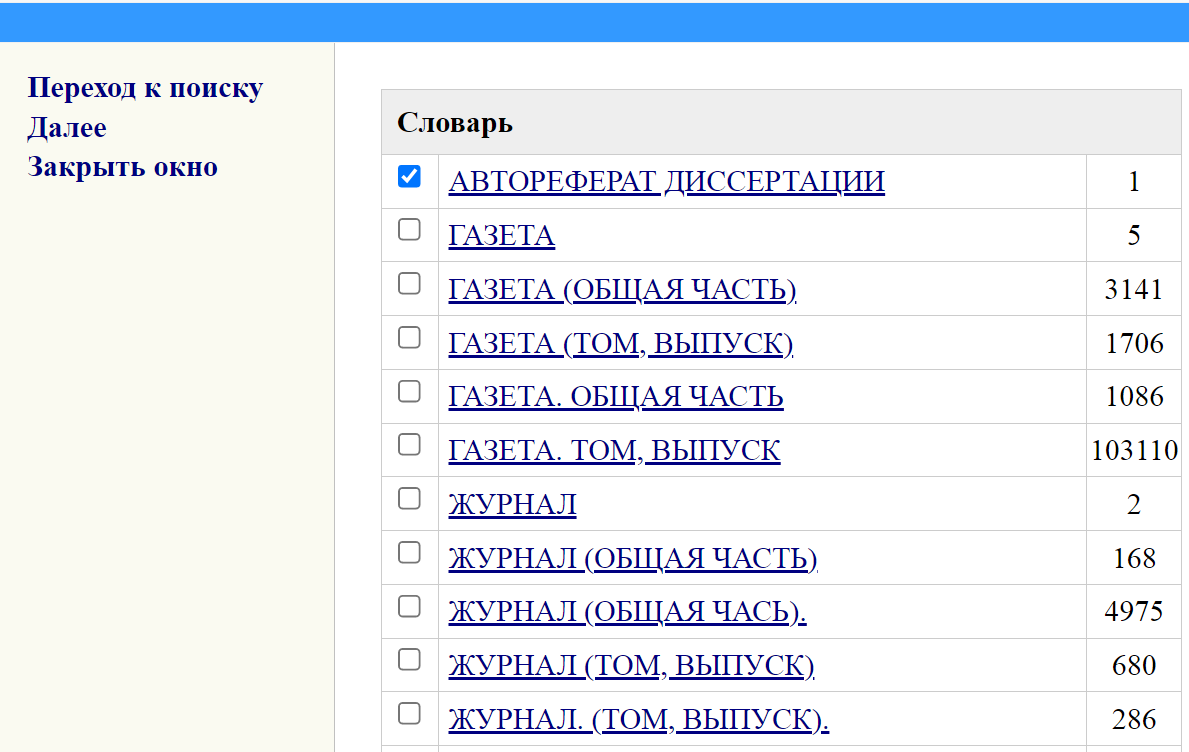 Переход к поиску
Далее
Закрыть окно
Словарь
АВТОРЕФЕРАТ ДИССЕРТАЦИИ 1
ГАЗЕТА 5
ГАЗЕТА (ОБЩАЯ ЧАСТЬ) 3141
ГАЗЕТА (ТОМ, ВЫПУСК) 1706
ГАЗЕТА. ОБЩАЯ ЧАСТЬ 1086
ГАЗЕТА. ТОМ, ВЫПУСК 103110
ЖУРНАЛ 2
ЖУРНАЛ (ОБЩАЯ ЧАСТЬ) 168
ЖУРНАЛ (ОБЩАЯ ЧАСЬ). 4975
ЖУРНАЛ (ТОМ, ВЫПУСК) 680
ЖУРНАЛ. (ТОМ, ВЫПУСК). 286